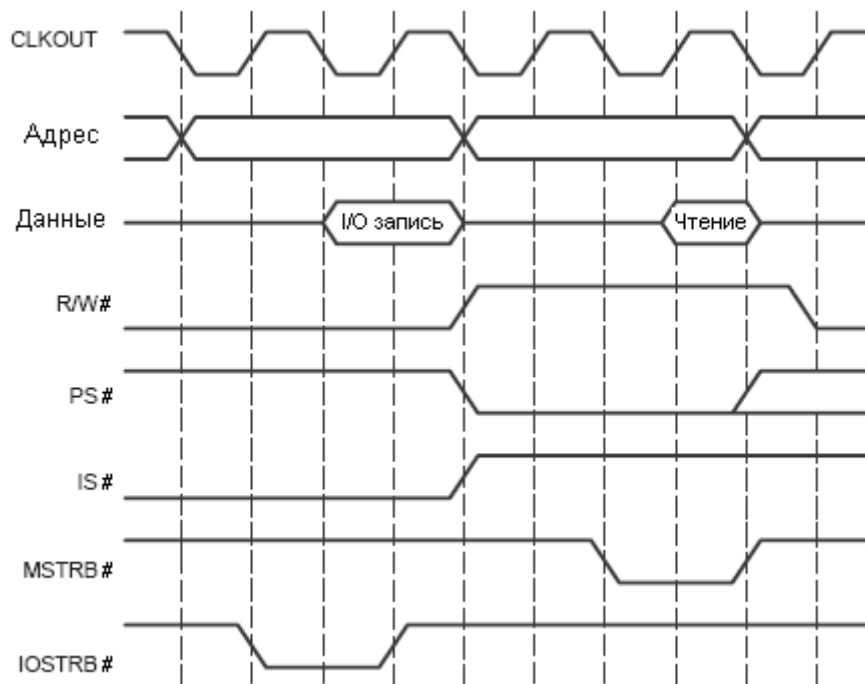 CLKOUT
Адрес
Данные
I/O запись
Чтение
R/W#
PS#
IS#
MSTRB#
IOSTRB#